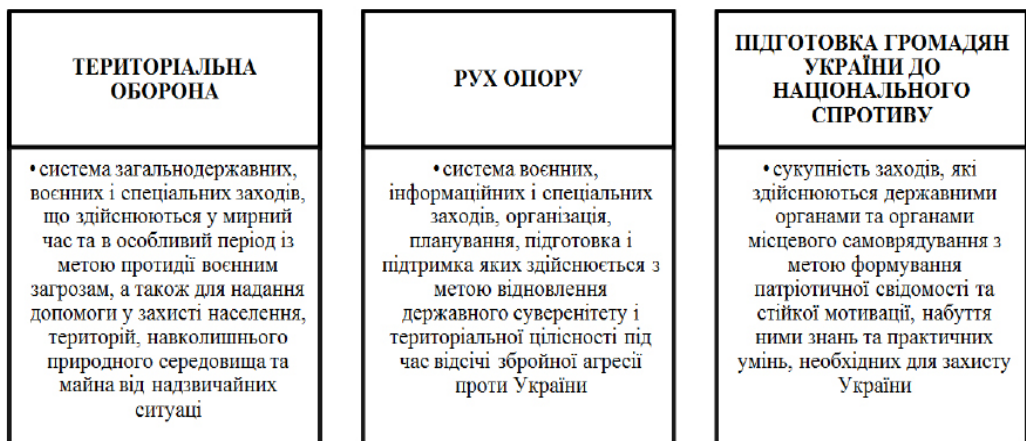 ТЕРИТОРІАЛЬНА
ОБОРОНА
• система загальнодержавних,
воєнних і спеціальних заходів,
що здійснюються у мирний
час та в особливий період із
метою протидії воєнним
загрозам, а також для надання
допомоги у захисті населення,
територій, навколишнього
природного середовища та
майна від надзвичайних
ситуаці
РУХ ОПОРУ
• система воєнних,
інформаційних і спеціальних
заходів, організація,
планування, підготовка і
підтримка яких здійснюється з
метою відновлення
державного суверенітету і
територіальної цілісності під
час відсічі збройної агресії
проти України
ПІДГОТОВКА ГРОМАДЯН
УКРАЇНИ ДО
НАЦІОНАЛЬНОГО
СПРОТИВУ
• сукупність заходів, які
здійснюються державними
органами та органами
місцевого самоврядування з
метою формування
патріотичної свідомості та
стійкої мотивації, набуття
ними знань та практичних
умінь, необхідних для захисту
України